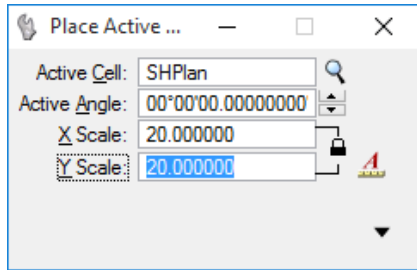 Place Active ...
Active Cell: SHPlan
Active Angle: 00°00'00.00000000'
X Scale: 20.000000
Y Scale: 20.000000
A